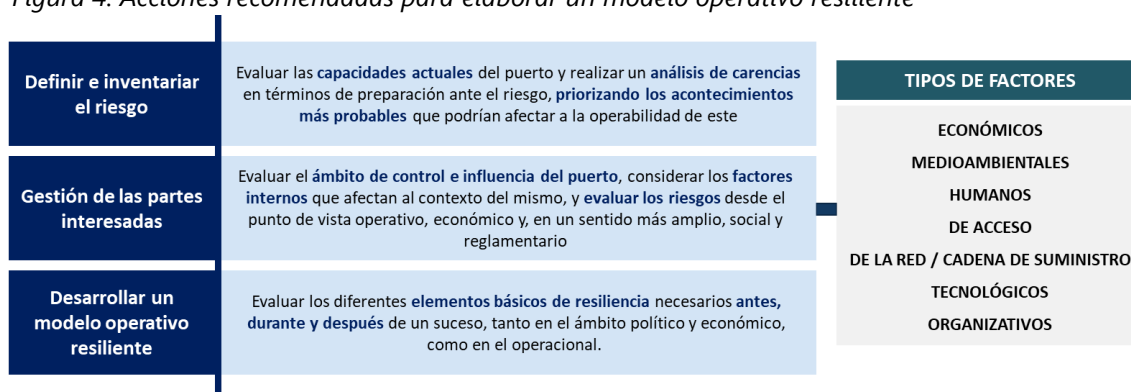 Figura 4. Acciones recomendadas para elaborar un modelo operativo resiliente
Definir e inventariar
el riesgo
Evaluar las capacidades actuales del puerto y realizar un análisis de carencias
en términos de preparación ante el riesgo, priorizando los acontecimientos
más probables que podrían afectar a la operabilidad de este
Gestión de las partes
interesadas
Evaluar el ámbito de control e influencia del puerto, considerar los factores
internos que afectan al contexto del mismo, y evaluar los riesgos desde el
punto de vista operativo, económico y, en un sentido más amplio, social y
reglamentario
Desarrollar un
modelo operativo
resiliente
Evaluar los diferentes elementos básicos de resiliencia necesarios antes,
durante y después de un suceso, tanto en el ámbito político y económico,
como en el operacional.
TIPOS DE FACTORES
ECONÓMICOS
MEDIOAMBIENTALES
HUMANOS
DE ACCESO
DE LA RED / CADENA DE SUMINISTRO
TECNOLÓGICOS
ORGANIZATIVOS